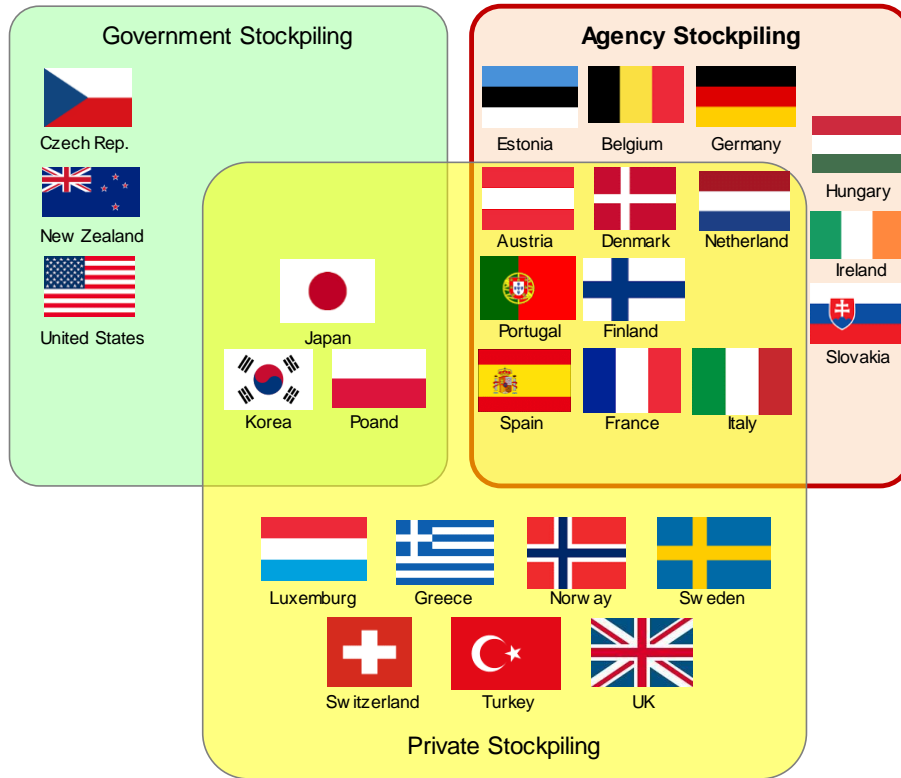 Government Stockpiling
Agency Stockpiling
Czech Rep.
Estonia
Belgium
Germany
Hungary
New Zealand
Austria
Denmark
Netherland
Ireland
United States
Japan
Portugal
Finland
Slovakia
Korea
Poand
Spain
France
Italy
Luxemburg
Greece
Norway
Sweden
Switzerland
Turkey
UK
Private Stockpiling